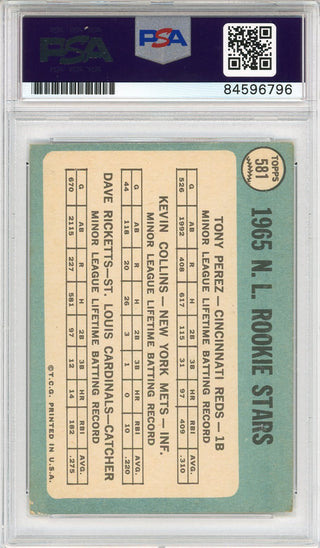 PSA
PSA
84596796
TOPPS
581
1965 N. L. ROOKIE STARS
TONY PEREZ—CINCINNATI REDS—1B
MINOR LEAGUE LIFETIME BATTING RECORD
G AB R H 2B 3B HR RBI AVG.
526 1992 408 617 115 31 97 409 .310
KEVIN COLLINS—NEW YORK METS—INF.
MINOR LEAGUE LIFETIME BATTING RECORD
G AB R H 2B 3B HR RBI AVG.
44 118 20 26 3 1 0 10 .220
DAVE RICKETTS—ST. LOUIS CARDINALS—CATCHER
MINOR LEAGUE LIFETIME BATTING RECORD
G AB R H 2B 3B HR RBI AVG.
670 2115 227 581 97 12 14 182 .275
©T.C.G. PRINTED IN U.S.A.